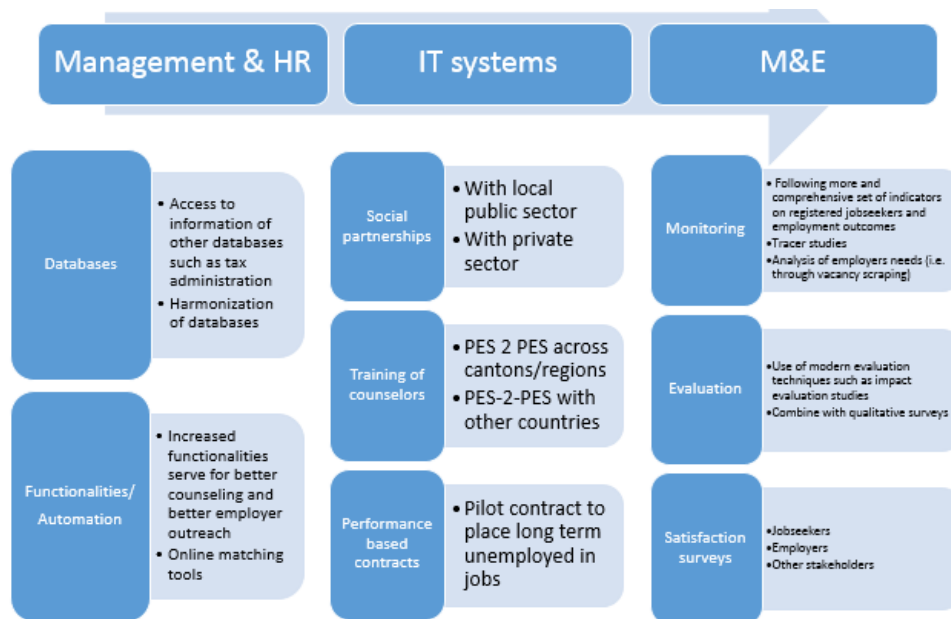 Management & HR
IT systems
M&E
Databases
• Access to
information of
other databases
such as tax
administration
• Harmonization
of databases
Functionalities/
Automation
• Increased
functionalities
serve for better
counseling and
better employer
outreach
• Online matching
tools
Social
partnerships
• With local
public sector
• With private
sector
Training of
counselors
• PES 2 PES across
cantons/regions
• PES-2-PES with
other countries
Performance
based
contracts
• Pilot contract to
place long term
unemployed in
jobs
Monitoring
• Following more and
comprehensive set of indicators
on registered jobseekers and
employment outcomes
• Tracer studies
• Analysis of employers needs (i.e.
through vacancy scraping)
Evaluation
• Use of modern evaluation
techniques such as impact
evaluation studies
• Combine with qualitative surveys
Satisfaction
surveys
• Jobseekers
• Employers
• Other stakeholders